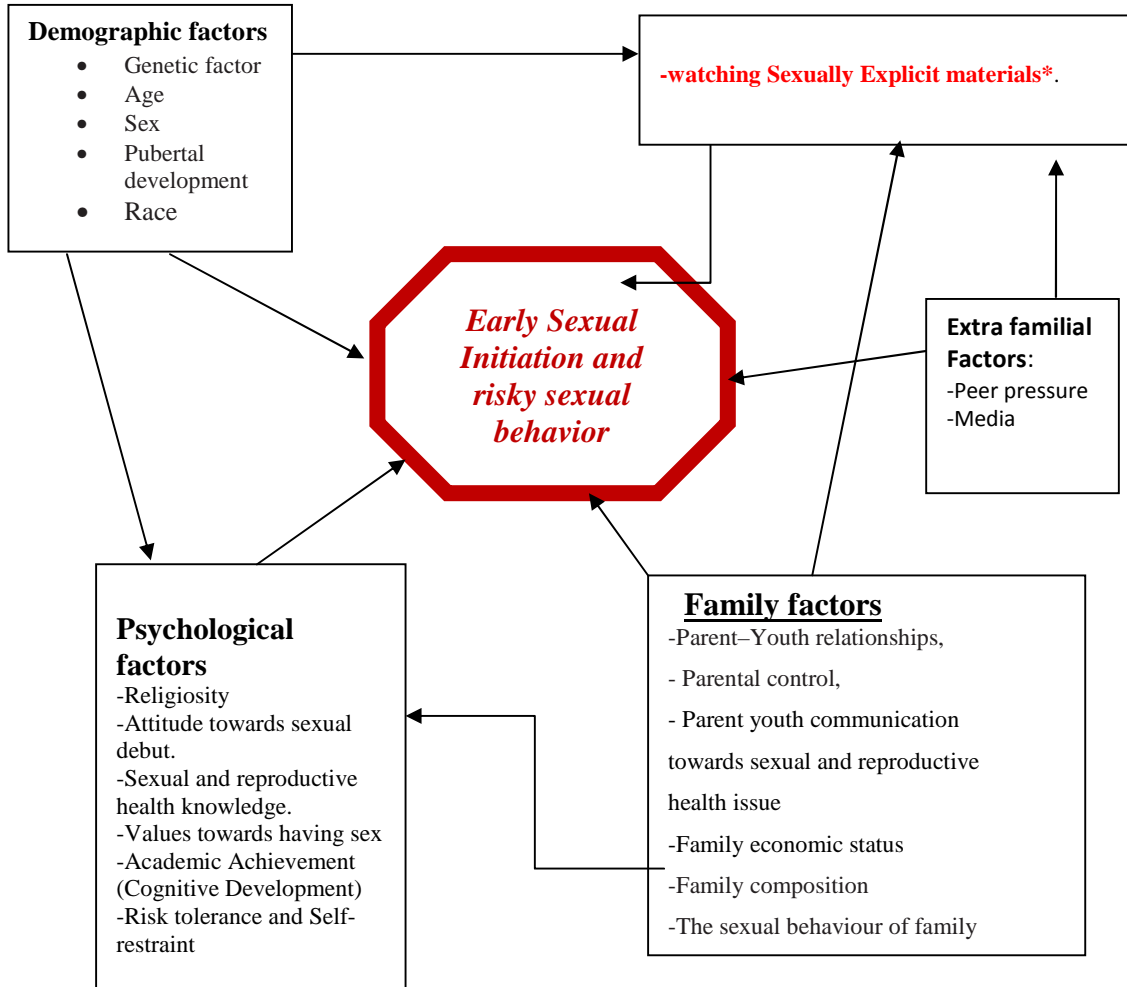 Demographic factors
• Genetic factor
• Age
• Sex
• Pubertal
development
• Race
-watching Sexually Explicit materials*.
Early Sexual
Initiation and
risky sexual
behavior
Extra familial
Factors:
-Peer pressure
-Media
Psychological
factors
-Religiosity
-Attitude towards sexual
debut.
-Sexual and reproductive
health knowledge.
-Values towards having sex
-Academic Achievement
(Cognitive Development)
-Risk tolerance and Self-
restraint
Family factors
-Parent–Youth relationships,
- Parental control,
- Parent youth communication
towards sexual and reproductive
health issue
-Family economic status
-Family composition
-The sexual behaviour of family